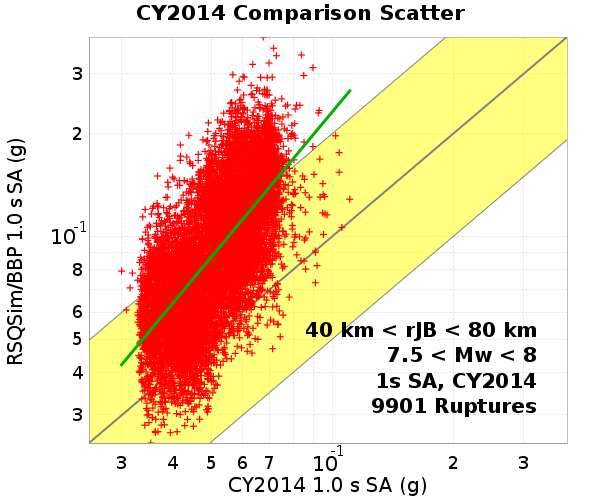 CY2014 Comparison Scatter
RSQSim/BBP 1.0 s SA (g)
3
2
10-1
8
6
5
4
3
40 km < rJB < 80 km
7.5 < Mw < 8
1s SA, CY2014
9901 Ruptures
3 4 5 6 7 10-1 2 3
CY2014 1.0 s SA (g)